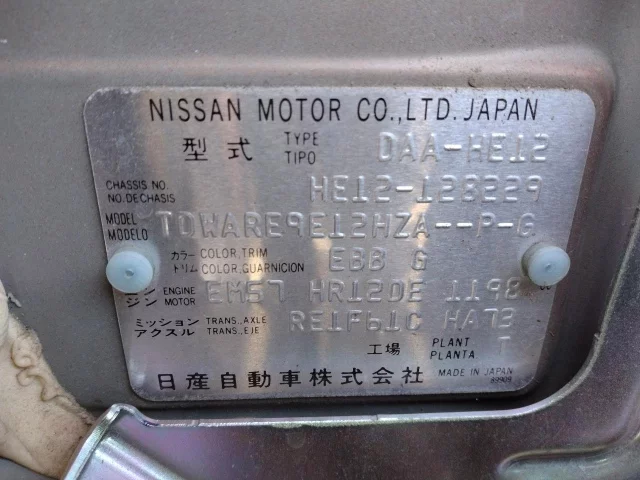 NISSAN MOTOR CO.,LTD. JAPAN
型式 TYPE TIPO DAA-HE12
CHASSIS NO. NO.DE CHASIS HE12-128229
MODEL MODELO TDWARE9E12HZA--P-G
カラー COLOR,TRIM
トリム COLOR,GUARNICION EBB G
ン ENGINE
ジン MOTOR EM57 HR12DE 1198 cc
ミッション TRANS.,AXLE
アクスル TRANS.,EJE RE1F61C HA73
工場 PLANT PLANTA T
日産自動車株式会社 MADE IN JAPAN
89909